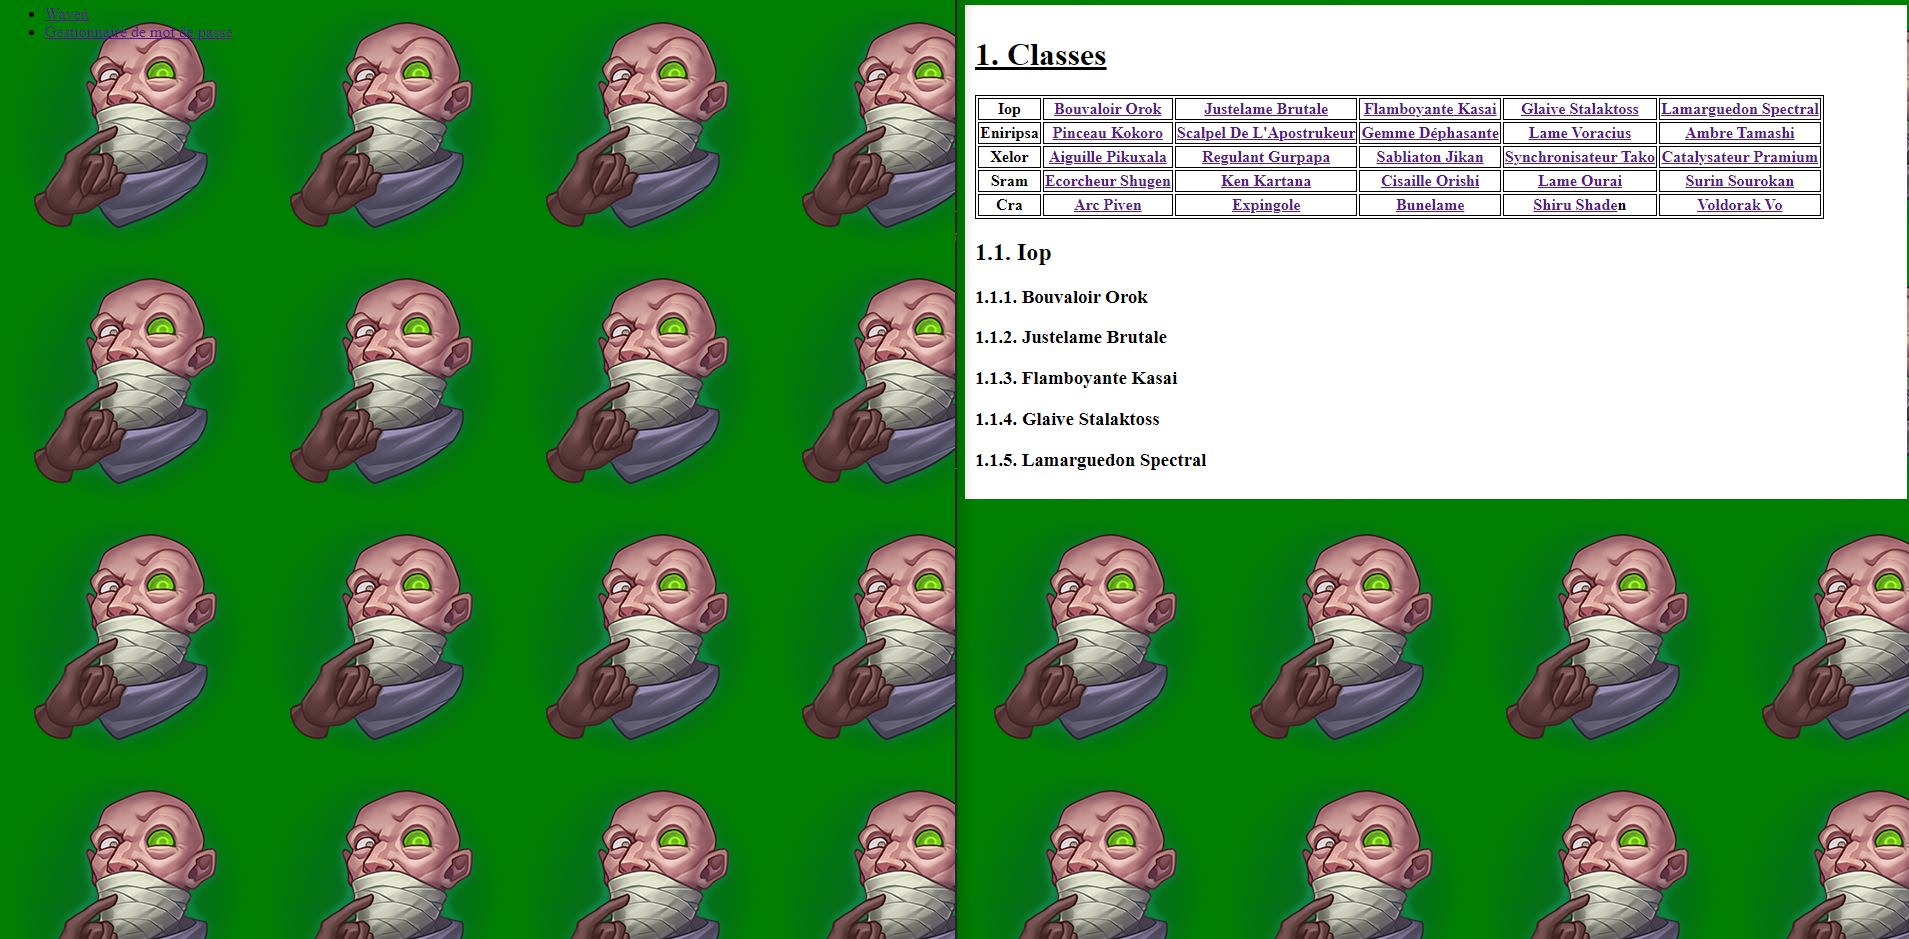 Waven
Gestionnaire de mot de passe
1. Classes
Iop Bouvaloir Orok Justelame Brutale Flamboyante Kasai Glaive Stalaktoss Lamarguedon Spectral
Eniripsa Pinceau Kokoro Scalpel De L'Apostrukeur Gemme Déphasante Lame Voracius Ambre Tamashi
Xelor Aiguille Pikuxala Regulant Gurpapa Sabliaton Jikan Synchronisateur Tako Catalysateur Pramium
Sram Ecorcheur Shugen Ken Kartana Cisaille Orishi Lame Ourai Surin Sourokan
Cra Arc Piven Expingole Bunelame Shiru Shaden Voldorak Vo
1.1. Iop
1.1.1. Bouvaloir Orok
1.1.2. Justelame Brutale
1.1.3. Flamboyante Kasai
1.1.4. Glaive Stalaktoss
1.1.5. Lamarguedon Spectral